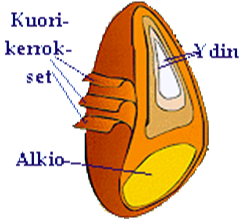 Kuori-
kerrok-
set
Ydin
Alkio